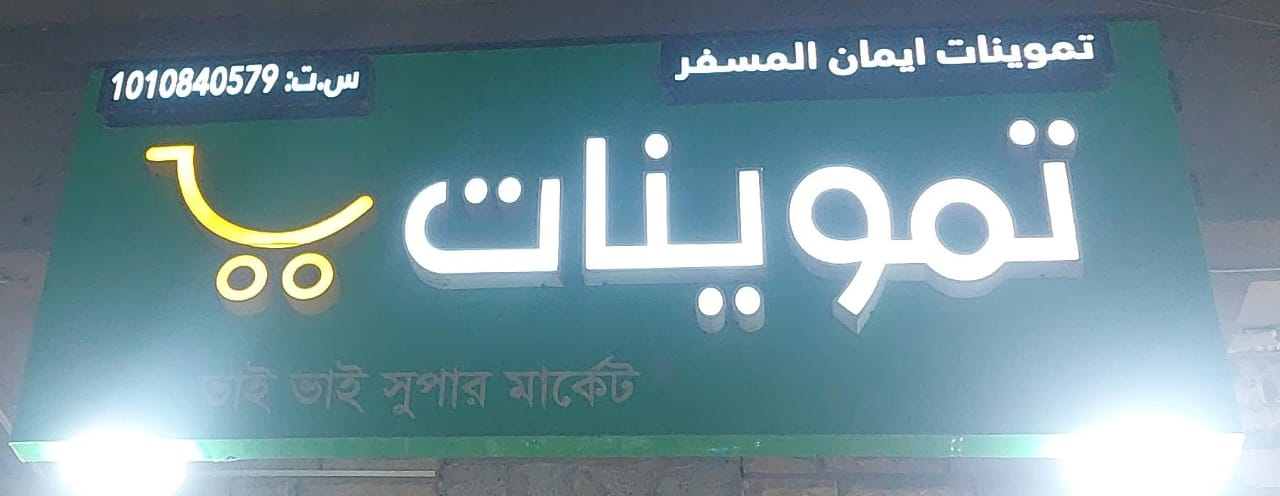 تموينات ايمان المسفر
س.ت: 1010840579
تموينات
ভাই ভাই সুপার মার্কেট